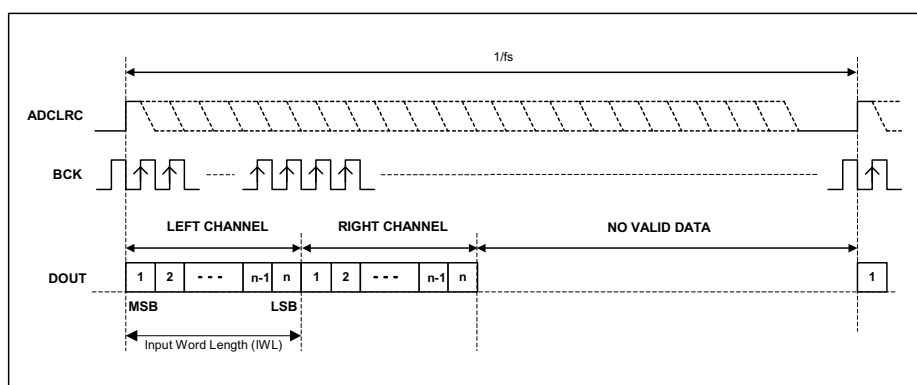 1/fs
ADCLRC
BCK
LEFT CHANNEL RIGHT CHANNEL NO VALID DATA
DOUT 1 2 - - - n-1 n 1 2 - - - n-1 n 1
MSB LSB
Input Word Length (IWL)